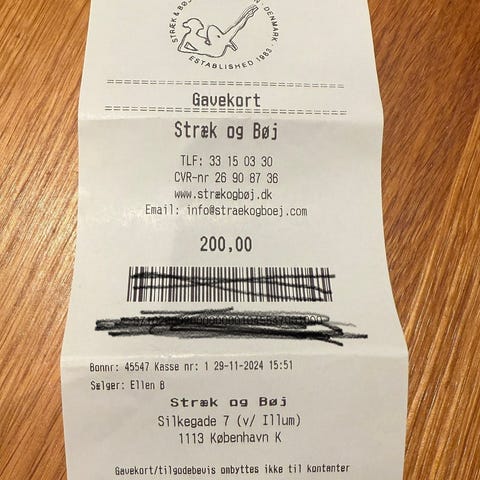 STRÆK & BØJ · DENMARK · ESTABLISHED 1983
Gavekort
Stræk og Bøj
TLF: 33 15 03 30
CVR-nr 26 90 87 36
www.strækogbøj.dk
Email: info@straekogboej.com
200,00
Bonnr: 45547 Kasse nr: 1 29-11-2024 15:51
Sælger: Ellen B
Stræk og Bøj
Silkegade 7 (v/ Illum)
1113 København K
Gavekort/tilgodebevis ombyttes ikke til kontanter